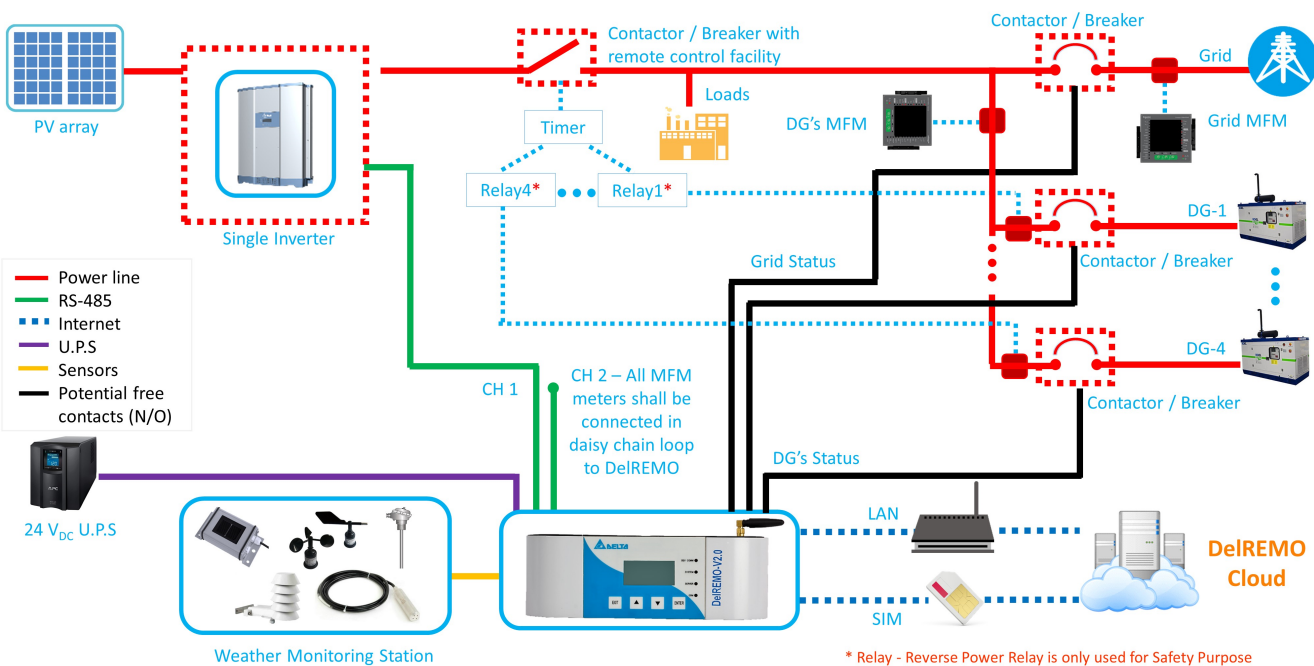 Contactor / Breaker
Contactor / Breaker with
remote control facility
Grid
PV array
Loads
Timer
DG's MFM
Grid MFM
Relay4*
Relay1*
DG-1
Single Inverter
Contactor / Breaker
Grid Status
Power line
RS-485
Internet
U.P.S
Sensors
Potential free
contacts (N/O)
DG-4
CH 1
CH 2 – All MFM
meters shall be
connected in
daisy chain loop
to DelREMO
Contactor / Breaker
DG's Status
24 VDC U.P.S
LAN
DELTA
DelREMO-V2.0
EXIT
ENTER
DelREMO
Cloud
SIM
Weather Monitoring Station
* Relay - Reverse Power Relay is only used for Safety Purpose